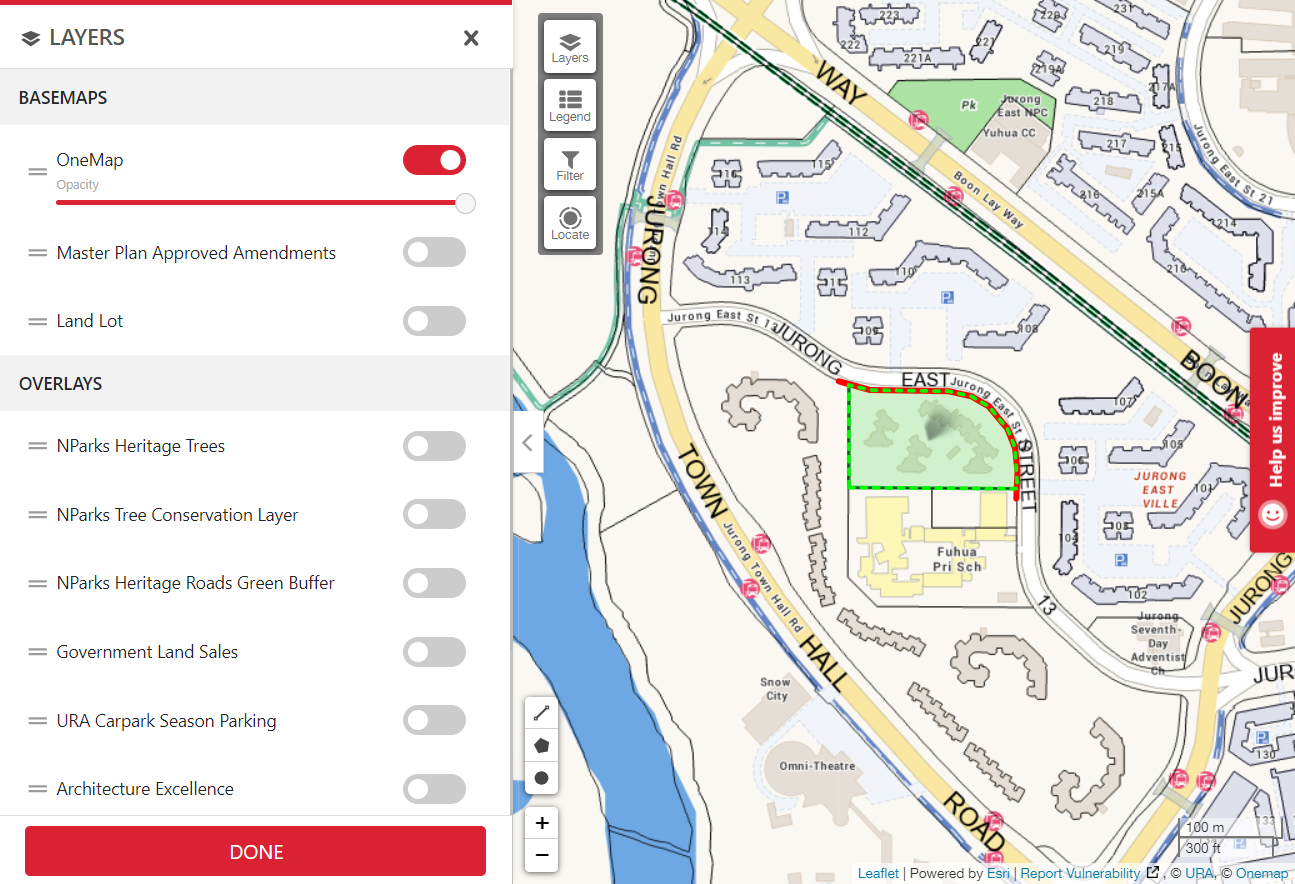 LAYERS
BASEMAPS
OneMap
Opacity
Master Plan Approved Amendments
Land Lot
OVERLAYS
NParks Heritage Trees
NParks Tree Conservation Layer
NParks Heritage Roads Green Buffer
Government Land Sales
URA Carpark Season Parking
Architecture Excellence
DONE
Layers
Legend
Filter
Locate
223
222
221A
227
220
231
219
219A
217A
218
217
215
216
215A
214
210
WAY
Pk
Jurong
East NPC
Yuhua CC
Jurong East St 21
Boon Lay Way
Town Hall Rd
116
115
114
112
113
111
110
109
108
JURONG
Jurong East St 13
JURONG
EAST
Jurong East St
STREET
13
BOON
107
105
106
101
103
104
102
JURONG
EAST
VILLE
Fuhua
Pri Sch
TOWN
Jurong Town Hall Rd
HALL
ROAD
Snow
City
Omni-Theatre
Jurong
Seventh-
Day
Adventist
Ch
JURONG
JUR
130
133
Help us improve
+
−
100 m
300 ft
Leaflet | Powered by Esri | Report Vulnerability , © URA, © Onemap